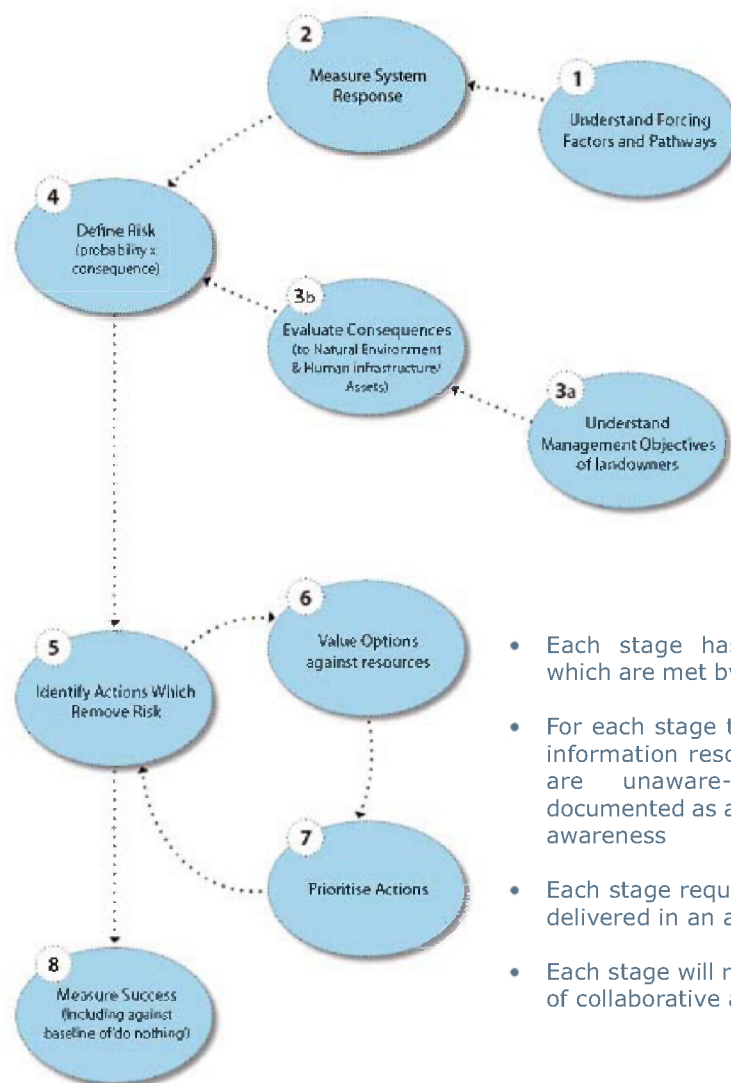 1
Understand Forcing
Factors and Pathways
2
Measure System
Response
3a
Understand
Management Objectives
of landowners
3b
Evaluate Consequences
(to Natural Environment
& Human infrastructure/
Assets)
4
Define Risk
(probability x
consequence)
5
Identify Actions Which
Remove Risk
6
Value Options
against resources
7
Prioritise Actions
8
Measure Success
(including against
baseline of 'do nothing')
• Each stage has
which are met by
• For each stage
information
are unaware-
documented as
awareness
• Each stage
delivered in an
• Each stage will
of collaborative